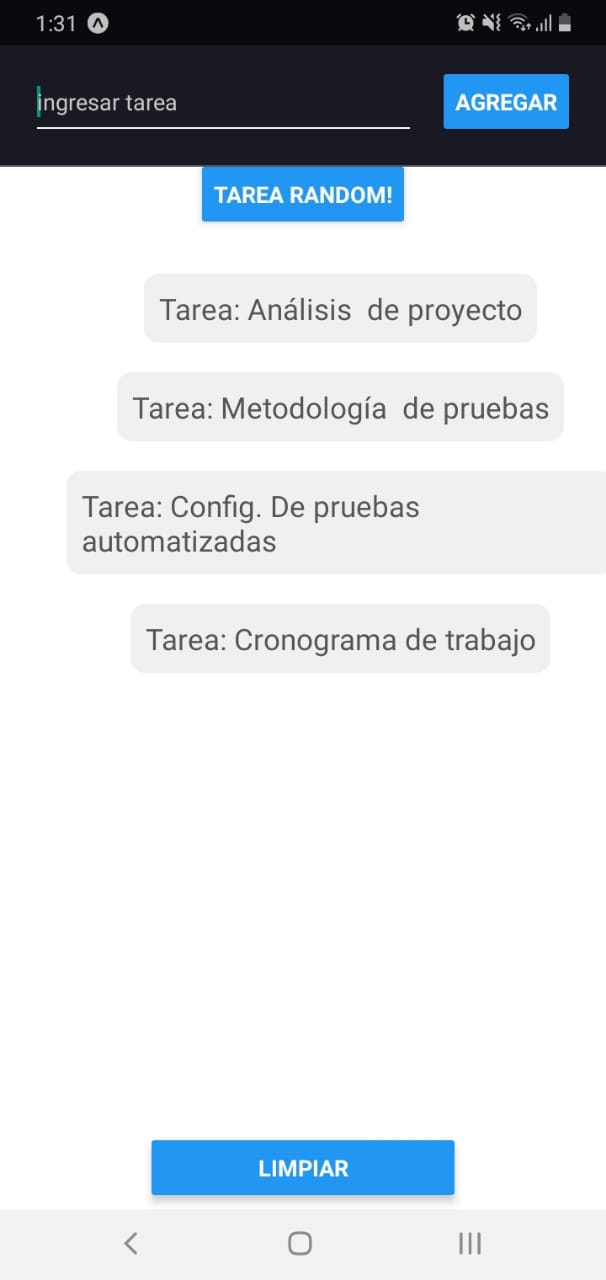 1:31
ingresar tarea
AGREGAR
TAREA RANDOM!
Tarea: Análisis  de proyecto
Tarea: Metodología  de pruebas
Tarea: Config. De pruebas
automatizadas
Tarea: Cronograma de trabajo
LIMPIAR